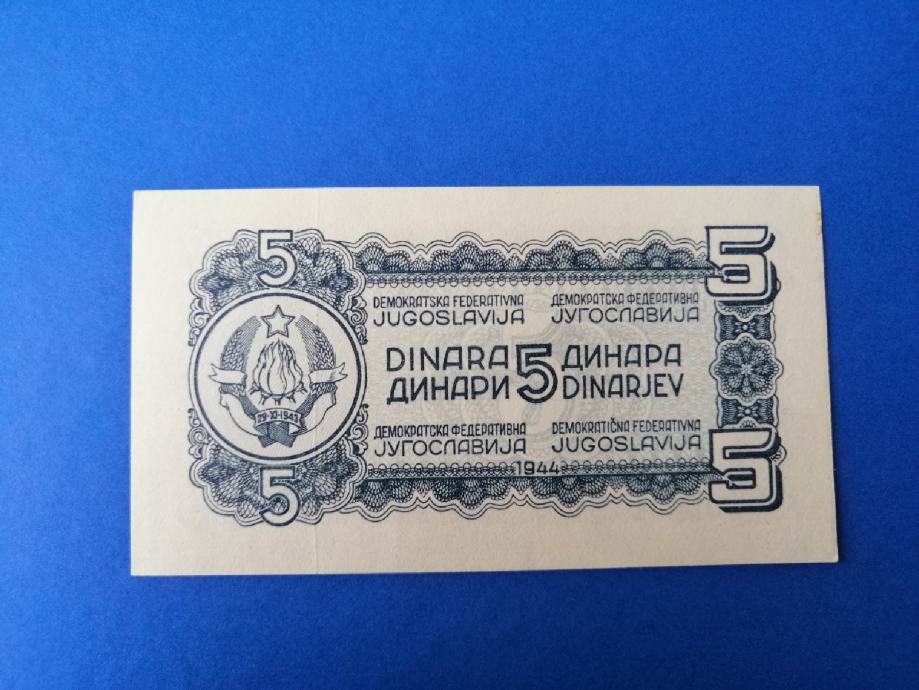 5
5
DEMOKRATSKA FEDERATIVNA
JUGOSLAVIJA
ДЕМОКРАТСКА ФЕДЕРАТИВНА
ЈУГОСЛАВИЈА
DINARA 5 ДИНАРА
ДИНАРИ DINARJEV
29·XI·1943
ДЕМОКРАТСКА ФЕДЕРАТИВНА
ЈУГОСЛАВИЈА
DEMOKRATIČNA FEDERATIVNA
JUGOSLAVIJA
1944
5
5